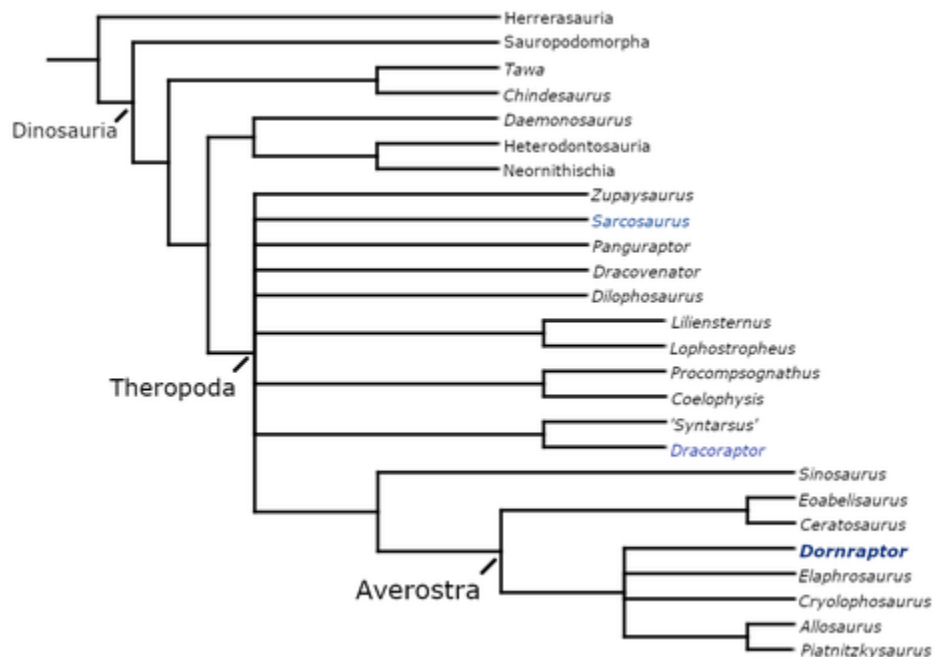 Herrerasauria
Sauropodomorpha
Tawa
Chindesaurus
Dinosauria
Daemonosaurus
Heterodontosauria
Neornithischia
Zupaysaurus
Sarcosaurus
Panguraptor
Dracovenator
Dilophosaurus
Liliensternus
Lophostropheus
Theropoda
Procompsognathus
Coelophysis
'Syntarsus'
Dracoraptor
Sinosaurus
Eoabelisaurus
Ceratosaurus
Dornraptor
Elaphrosaurus
Averostra
Cryolophosaurus
Allosaurus
Piatnitzkysaurus